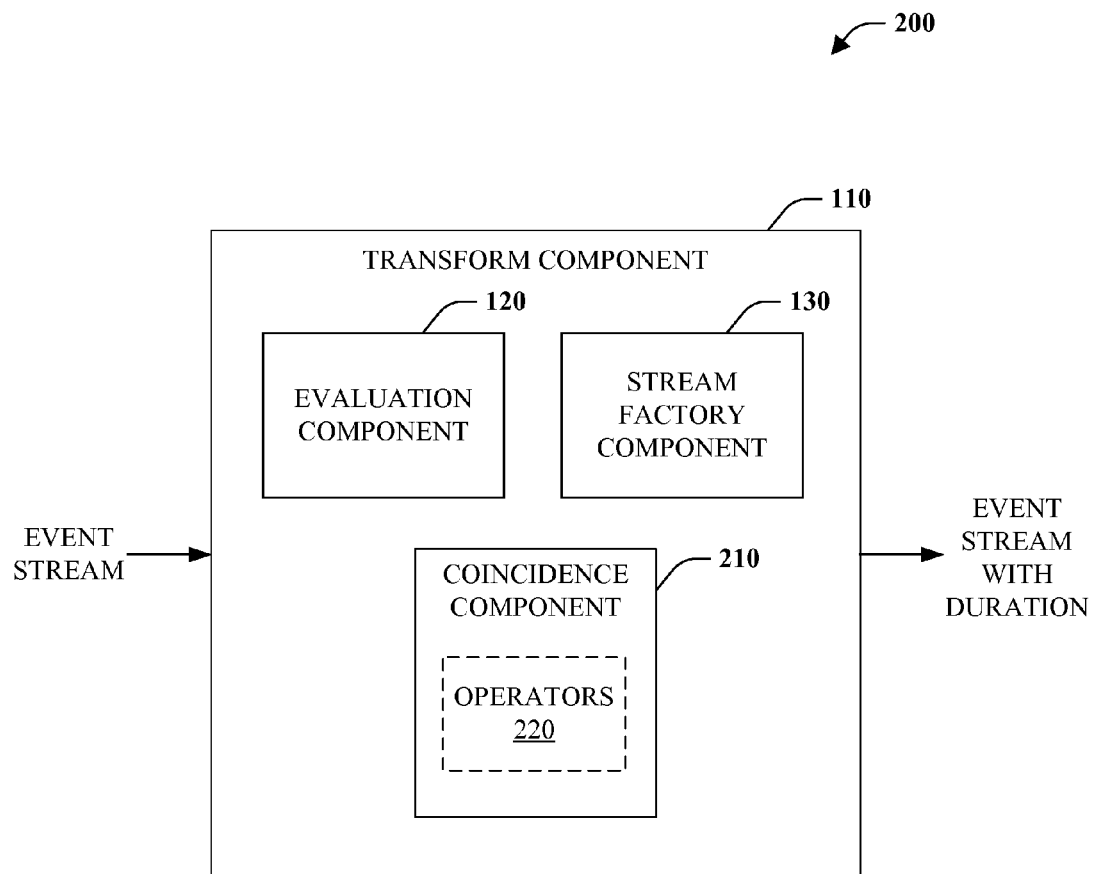 200
110
TRANSFORM COMPONENT
120
130
EVALUATION
COMPONENT
STREAM
FACTORY
COMPONENT
EVENT
STREAM
210
COINCIDENCE
COMPONENT
OPERATORS
220
EVENT
STREAM
WITH
DURATION